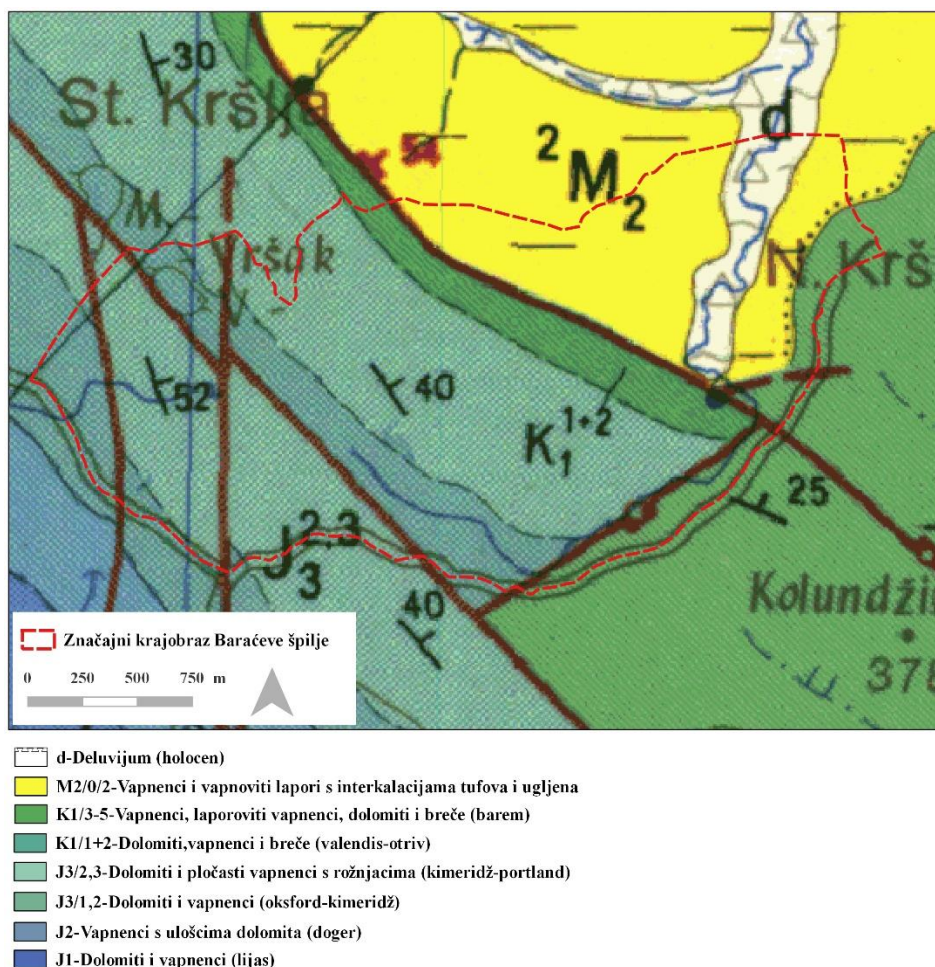 30
St. Kršlja
2M2
d
M
Vršak
V
N. Krš
52
40
K1 1+2
25
J3 2,3
40
Kolundži
375
Značajni krajobraz Baraćeve špilje
0 250 500 750 m
d-Deluvijum (holocen)
M2/0/2-Vapnenci i vapnoviti lapori s interkalacijama tufova i ugljena
K1/3-5-Vapnenci, laporoviti vapnenci, dolomiti i breče (barem)
K1/1+2-Dolomiti,vapnenci i breče (valendis-otriv)
J3/2,3-Dolomiti i pločasti vapnenci s rožnjacima (kimeridž-portland)
J3/1,2-Dolomiti i vapnenci (oksford-kimeridž)
J2-Vapnenci s ulošcima dolomita (doger)
J1-Dolomiti i vapnenci (lijas)